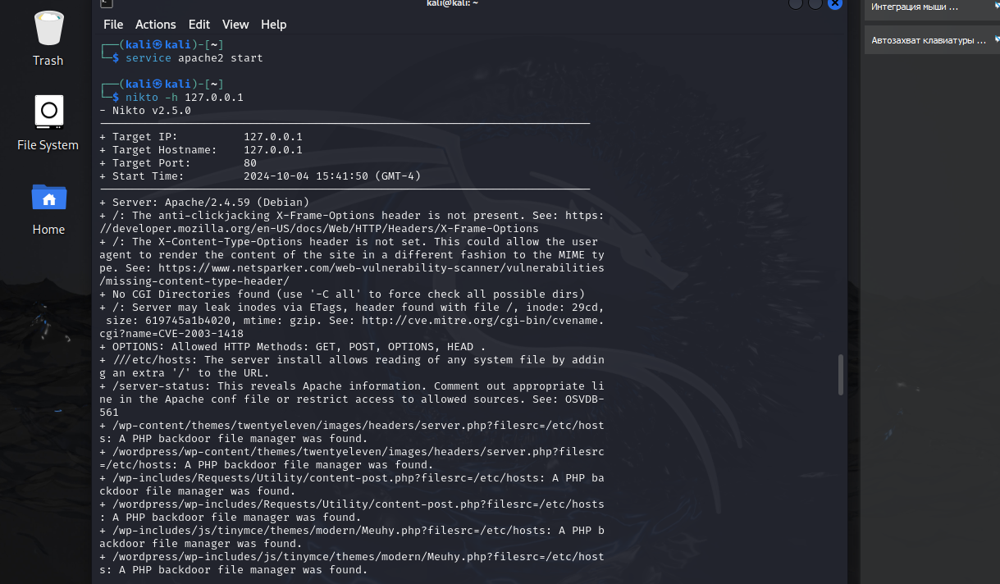 kali@kali: ~
File Actions Edit View Help
Trash
File System
Home
┌──(kali㉿kali)-[~]
└─$ service apache2 start
┌──(kali㉿kali)-[~]
└─$ nikto -h 127.0.0.1
- Nikto v2.5.0
+ Target IP: 127.0.0.1
+ Target Hostname: 127.0.0.1
+ Target Port: 80
+ Start Time: 2024-10-04 15:41:50 (GMT-4)
+ Server: Apache/2.4.59 (Debian)
+ /: The anti-clickjacking X-Frame-Options header is not present. See: https:
//developer.mozilla.org/en-US/docs/Web/HTTP/Headers/X-Frame-Options
+ /: The X-Content-Type-Options header is not set. This could allow the user
agent to render the content of the site in a different fashion to the MIME ty
pe. See: https://www.netsparker.com/web-vulnerability-scanner/vulnerabilities
/missing-content-type-header/
+ No CGI Directories found (use '-C all' to force check all possible dirs)
+ /: Server may leak inodes via ETags, header found with file /, inode: 29cd,
size: 619745a1b4020, mtime: gzip. See: http://cve.mitre.org/cgi-bin/cvename.
cgi?name=CVE-2003-1418
+ OPTIONS: Allowed HTTP Methods: GET, POST, OPTIONS, HEAD .
+ ///etc/hosts: The server install allows reading of any system file by addin
g an extra '/' to the URL.
+ /server-status: This reveals Apache information. Comment out appropriate li
ne in the Apache conf file or restrict access to allowed sources. See: OSVDB-
561
+ /wp-content/themes/twentyeleven/images/headers/server.php?filesrc=/etc/host
s: A PHP backdoor file manager was found.
+ /wordpress/wp-content/themes/twentyeleven/images/headers/server.php?filesrc
=/etc/hosts: A PHP backdoor file manager was found.
+ /wp-includes/Requests/Utility/content-post.php?filesrc=/etc/hosts: A PHP ba
ckdoor file manager was found.
+ /wordpress/wp-includes/Requests/Utility/content-post.php?filesrc=/etc/hosts
: A PHP backdoor file manager was found.
+ /wp-includes/js/tinymce/themes/modern/Meuhy.php?filesrc=/etc/hosts: A PHP b
ackdoor file manager was found.
+ /wordpress/wp-includes/js/tinymce/themes/modern/Meuhy.php?filesrc=/etc/host
s: A PHP backdoor file manager was found.
Интеграция мыши ...
Автозахват клавиатуры ...